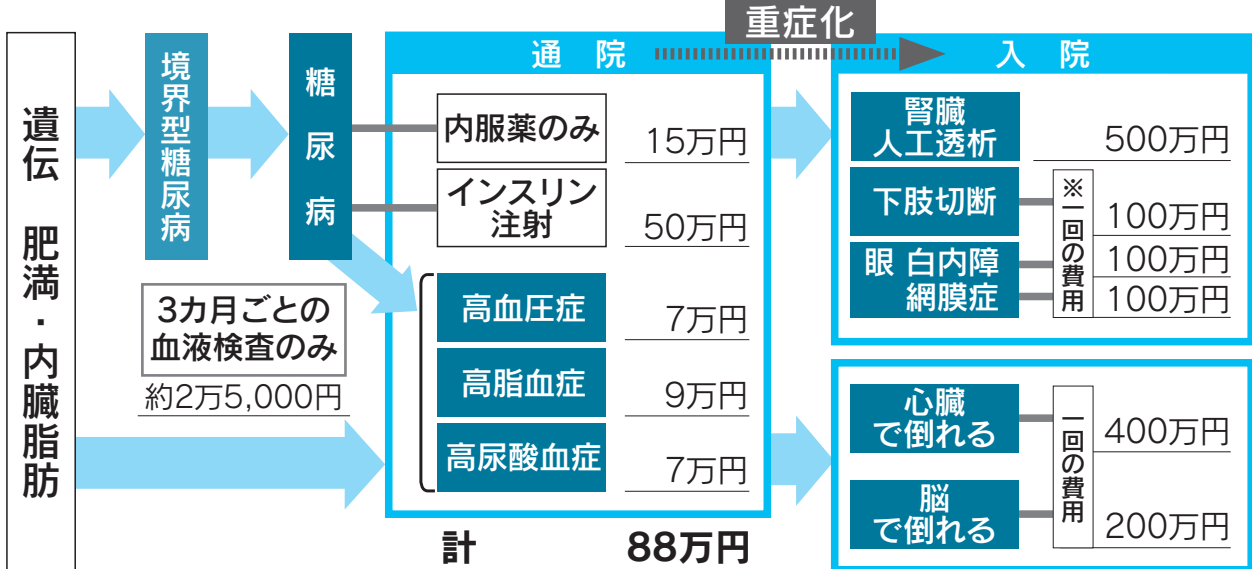 重症化
遺伝 肥満・内臓脂肪
境界型糖尿病
糖尿病
3カ月ごとの
血液検査のみ
約2万5,000円
通院
内服薬のみ
15万円
インスリン
注射
50万円
高血圧症
7万円
高脂血症
9万円
高尿酸血症
7万円
計 88万円
入院
腎臓
人工透析
500万円
下肢切断
100万円
眼 白内障
100万円
網膜症
100万円
※一回の費用
心臓
で倒れる
400万円
脳
で倒れる
200万円
一回の費用